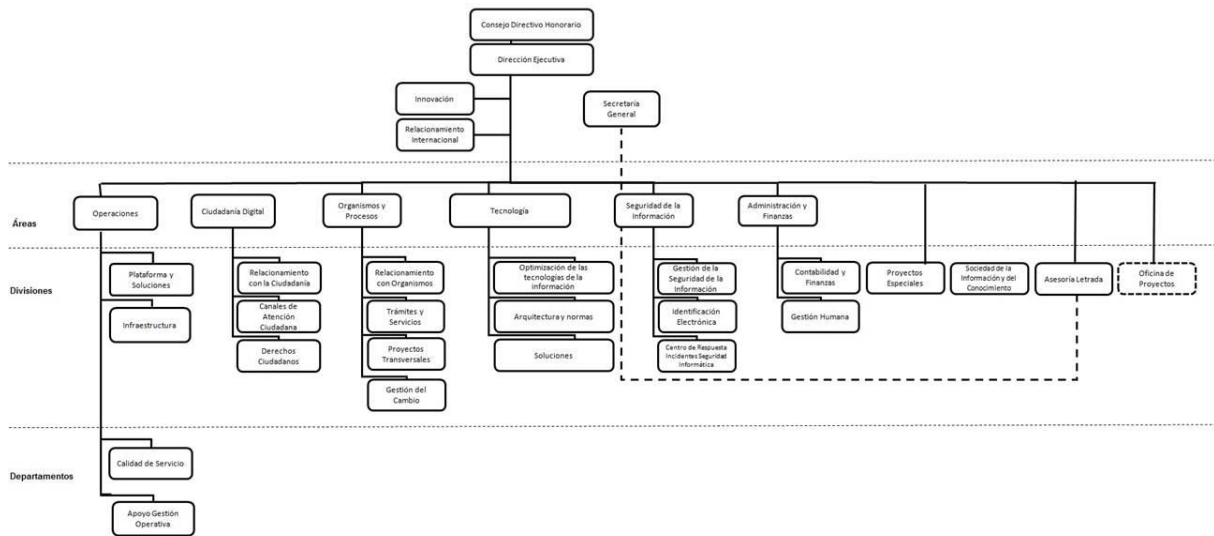 Consejo Directivo Honorario
Dirección Ejecutiva
Innovación
Secretaría
General
Relacionamiento
Internacional
Áreas
Operaciones
Ciudadanía Digital
Organismos y
Procesos
Tecnología
Seguridad de la
Información
Administración y
Finanzas
Divisiones
Plataforma y
Soluciones
Infraestructura
Relacionamiento
con la Ciudadanía
Canales de
Atención
Ciudadana
Derechos
Ciudadanos
Relacionamiento
con Organismos
Trámites y
Servicios
Proyectos
Transversales
Gestión del
Cambio
Optimización de las
tecnologías de la
información
Arquitectura y normas
Soluciones
Gestión de la
Seguridad de la
Información
Identificación
Electrónica
Centro de Respuesta
Incidentes Seguridad
Informática
Contabilidad y
Finanzas
Gestión Humana
Proyectos
Especiales
Sociedad de la
Información y del
Conocimiento
Asesoría Letrada
Oficina de
Proyectos
Departamentos
Calidad de Servicio
Apoyo Gestión
Operativa